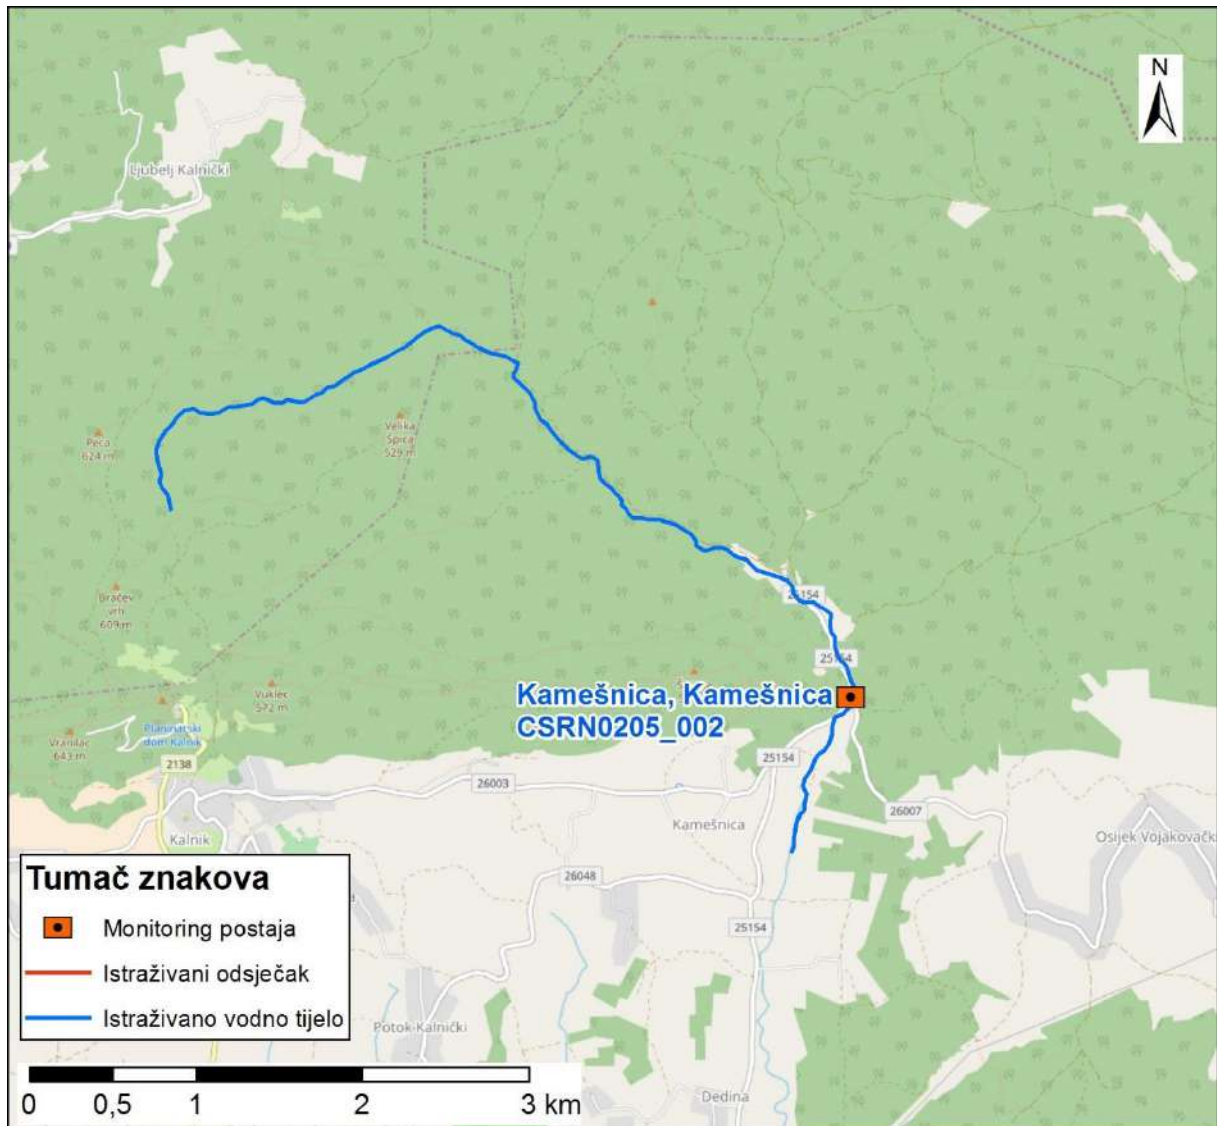 N
Ljubelj Kalnički
Peca
624 m
Velika
Špica
529 m
Bračev
vrh
609 m
25154
25154
Vuklec
572 m
Kamešnica, Kamešnica
CSRN0205_002
Planinarski
dom Kalnik
Vranilac
643 m
2138
25154
26003
26007
Kamešnica
Kalnik
Osijek Vojakovački
26048
25154
Potok-Kalnički
Dedina
Tumač znakova
Monitoring postaja
Istraživani odsječak
Istraživano vodno tijelo
0 0,5 1 2 3 km